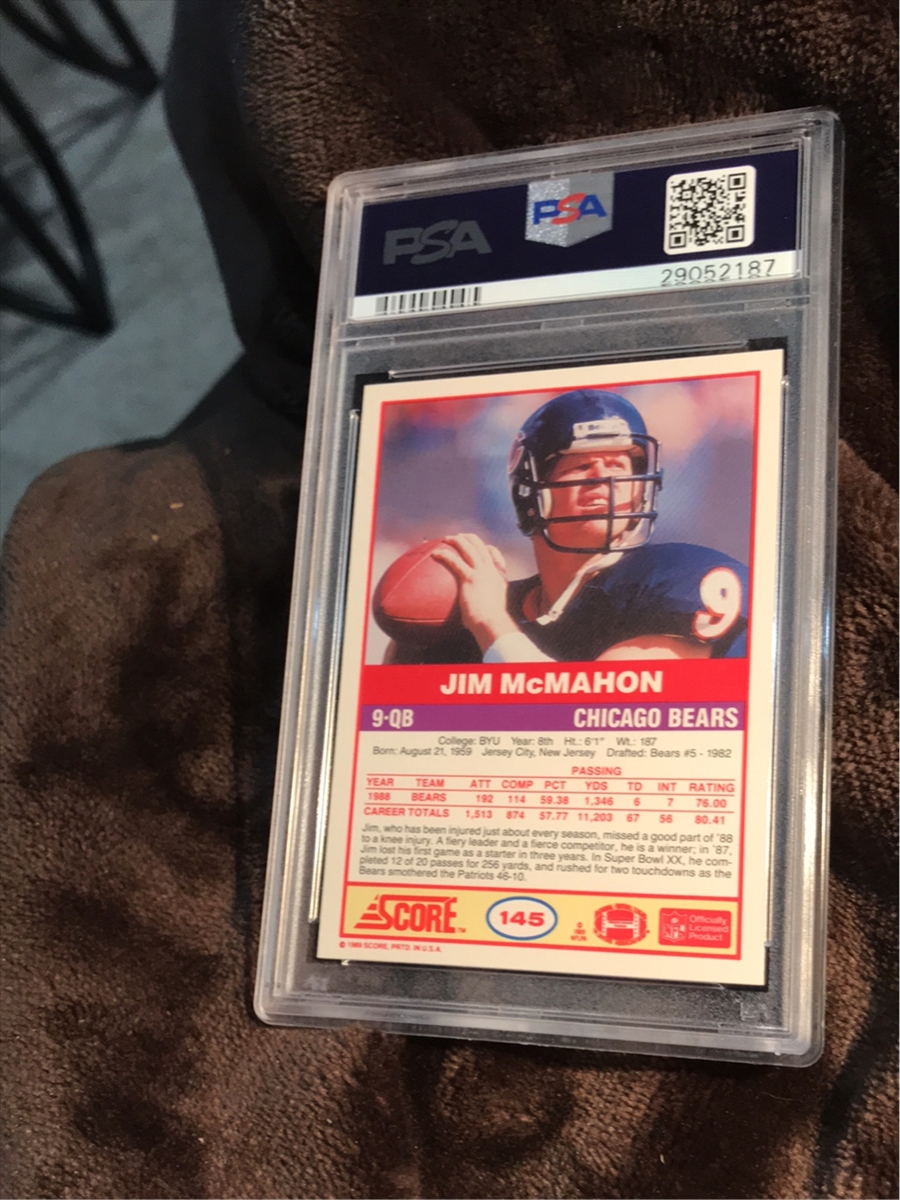 PSA PSA
29052187
9
JIM McMAHON
9·QB CHICAGO BEARS
College: BYU Year: 8th Ht.: 6'1" Wt.: 187
Born: August 21, 1959 Jersey City, New Jersey Drafted: Bears #5 - 1982
PASSING
YEAR TEAM ATT COMP PCT YDS TD INT RATING
1988 BEARS 192 114 59.38 1,346 6 7 76.00
CAREER TOTALS 1,513 874 57.77 11,203 67 56 80.41
Jim, who has been injured just about every season, missed a good part of '88
to a knee injury. A fiery leader and a fierce competitor, he is a winner; in '87,
Jim lost his first game as a starter in three years. In Super Bowl XX, he com-
pleted 12 of 20 passes for 256 yards, and rushed for two touchdowns as the
Bears smothered the Patriots 46-10.
SCORE™ 145 Officially
Licensed
Product
© 1989 SCORE, PRTD. IN U.S.A.